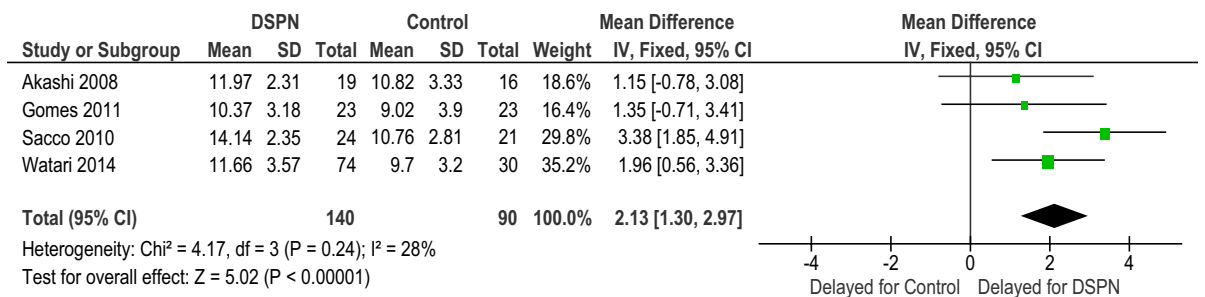 DSPN Control Mean Difference Mean Difference
Study or Subgroup Mean SD Total Mean SD Total Weight IV, Fixed, 95% CI IV, Fixed, 95% CI
Akashi 2008 11.97 2.31 19 10.82 3.33 16 18.6% 1.15 [-0.78, 3.08]
Gomes 2011 10.37 3.18 23 9.02 3.9 23 16.4% 1.35 [-0.71, 3.41]
Sacco 2010 14.14 2.35 24 10.76 2.81 21 29.8% 3.38 [1.85, 4.91]
Watari 2014 11.66 3.57 74 9.7 3.2 30 35.2% 1.96 [0.56, 3.36]
Total (95% CI) 140 90 100.0% 2.13 [1.30, 2.97]
Heterogeneity: Chi² = 4.17, df = 3 (P = 0.24); I² = 28%
Test for overall effect: Z = 5.02 (P < 0.00001)
-4 -2 0 2 4
Delayed for Control Delayed for DSPN